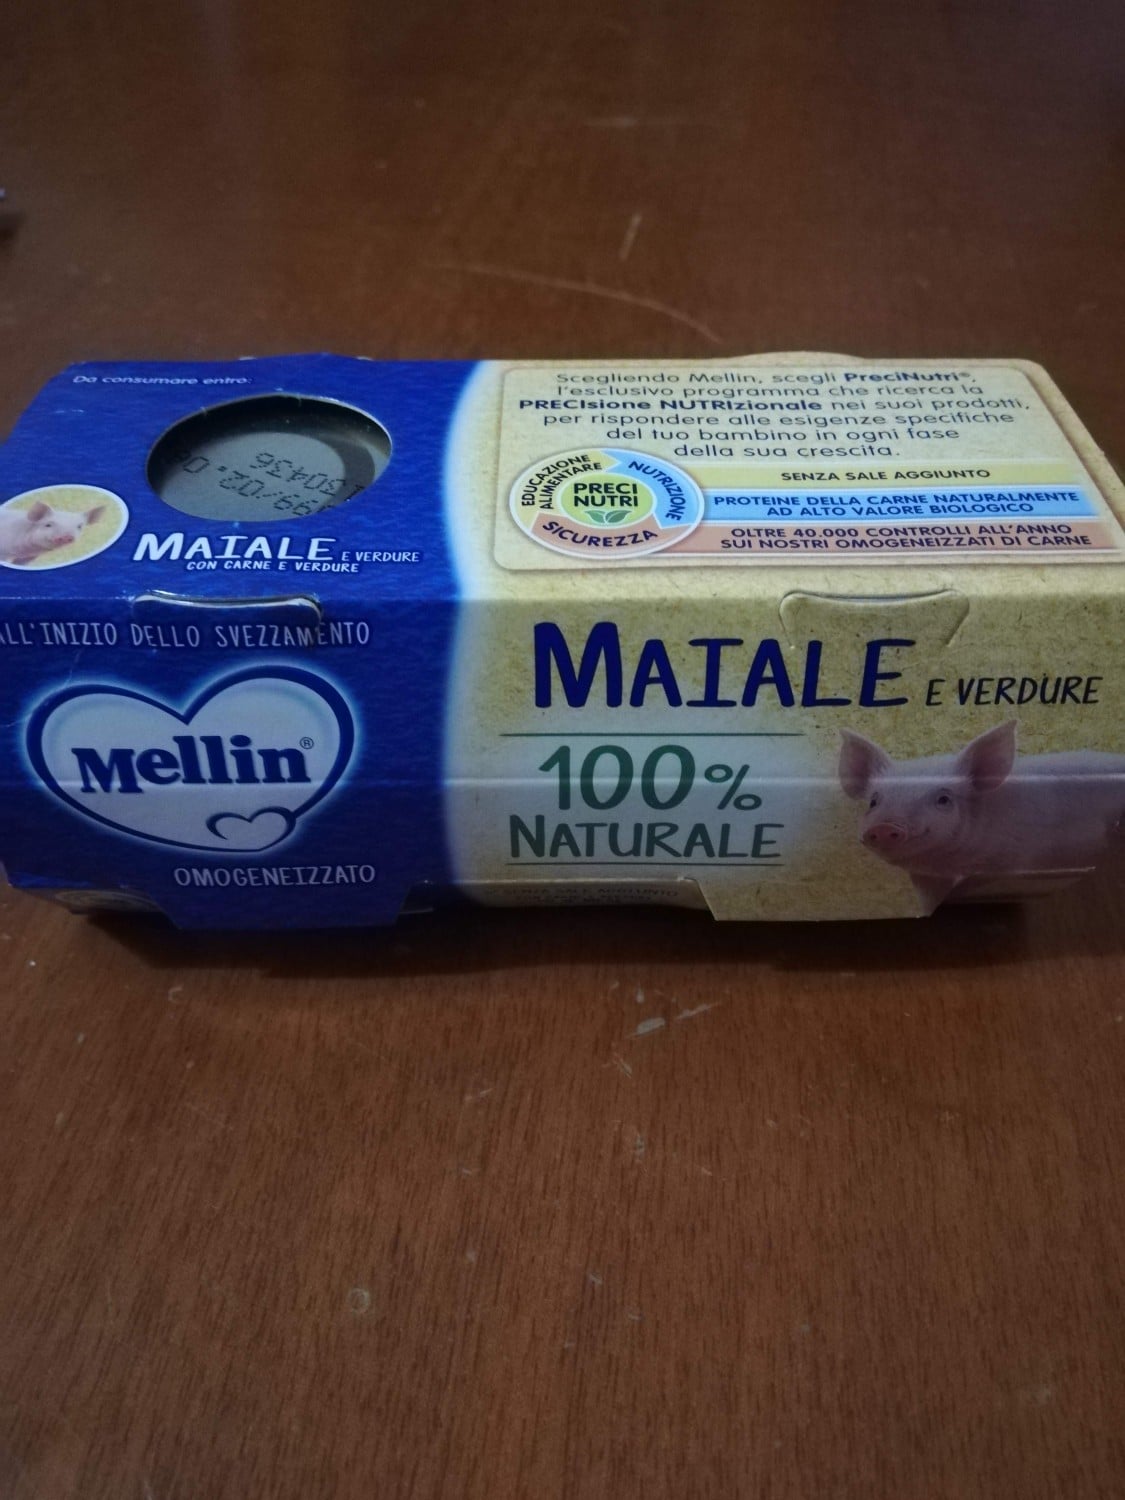 Da consumare entro:
MAIALE E VERDURE
CON CARNE E VERDURE
Scegliendo Mellin, scegli PreciNutri®,
l'esclusivo programma che ricerca la
PRECIsione NUTRIzionale nei suoi prodotti,
per rispondere alle esigenze specifiche
del tuo bambino in ogni fase
della sua crescita.
EDUCAZIONE
ALIMENTARE
NUTRIZIONE
SICUREZZA
PRECI
NUTRI
SENZA SALE AGGIUNTO
PROTEINE DELLA CARNE NATURALMENTE
AD ALTO VALORE BIOLOGICO
OLTRE 40.000 CONTROLLI ALL'ANNO
SUI NOSTRI OMOGENEIZZATI DI CARNE
ALL'INIZIO DELLO SVEZZAMENTO
Mellin®
OMOGENEIZZATO
MAIALE E VERDURE
100%
NATURALE
SENZA SALE AGGIUNTO